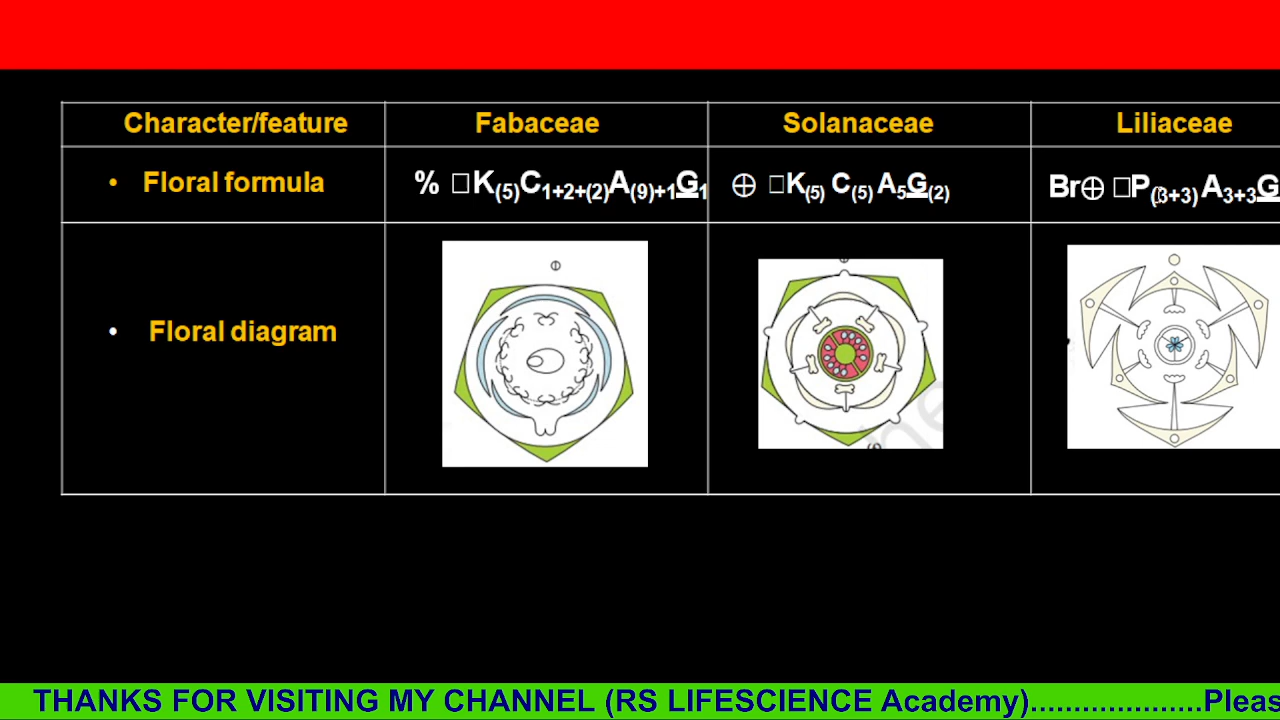 Character/feature Fabaceae Solanaceae Liliaceae
• Floral formula % □K(5)C1+2+(2)A(9)+1G1 ⊕ □K(5) C(5) A5G(2) Br⊕ □P(3+3) A3+3G
• Floral diagram
THANKS FOR VISITING MY CHANNEL (RS LIFESCIENCE Academy)....................Pleas